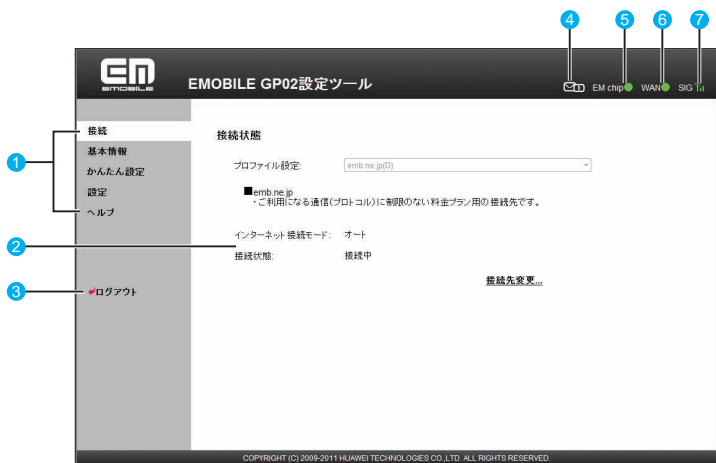 4 5 6 7
EM
EMOBILE
EMOBILE GP02設定ツール
1 EM chip WAN SIG
接続
基本情報
かんたん設定
設定
ヘルプ
1
2
3
ログアウト
接続状態
プロファイル設定: emb.ne.jp(D)
■emb.ne.jp
・ご利用になる通信(プロトコル)に制限のない料金プラン用の接続先です。
インターネット接続モード: オート
接続状態: 接続中
接続先変更...
COPYRIGHT (C) 2009-2011 HUAWEI TECHNOLOGIES CO.,LTD. ALL RIGHTS RESERVED.